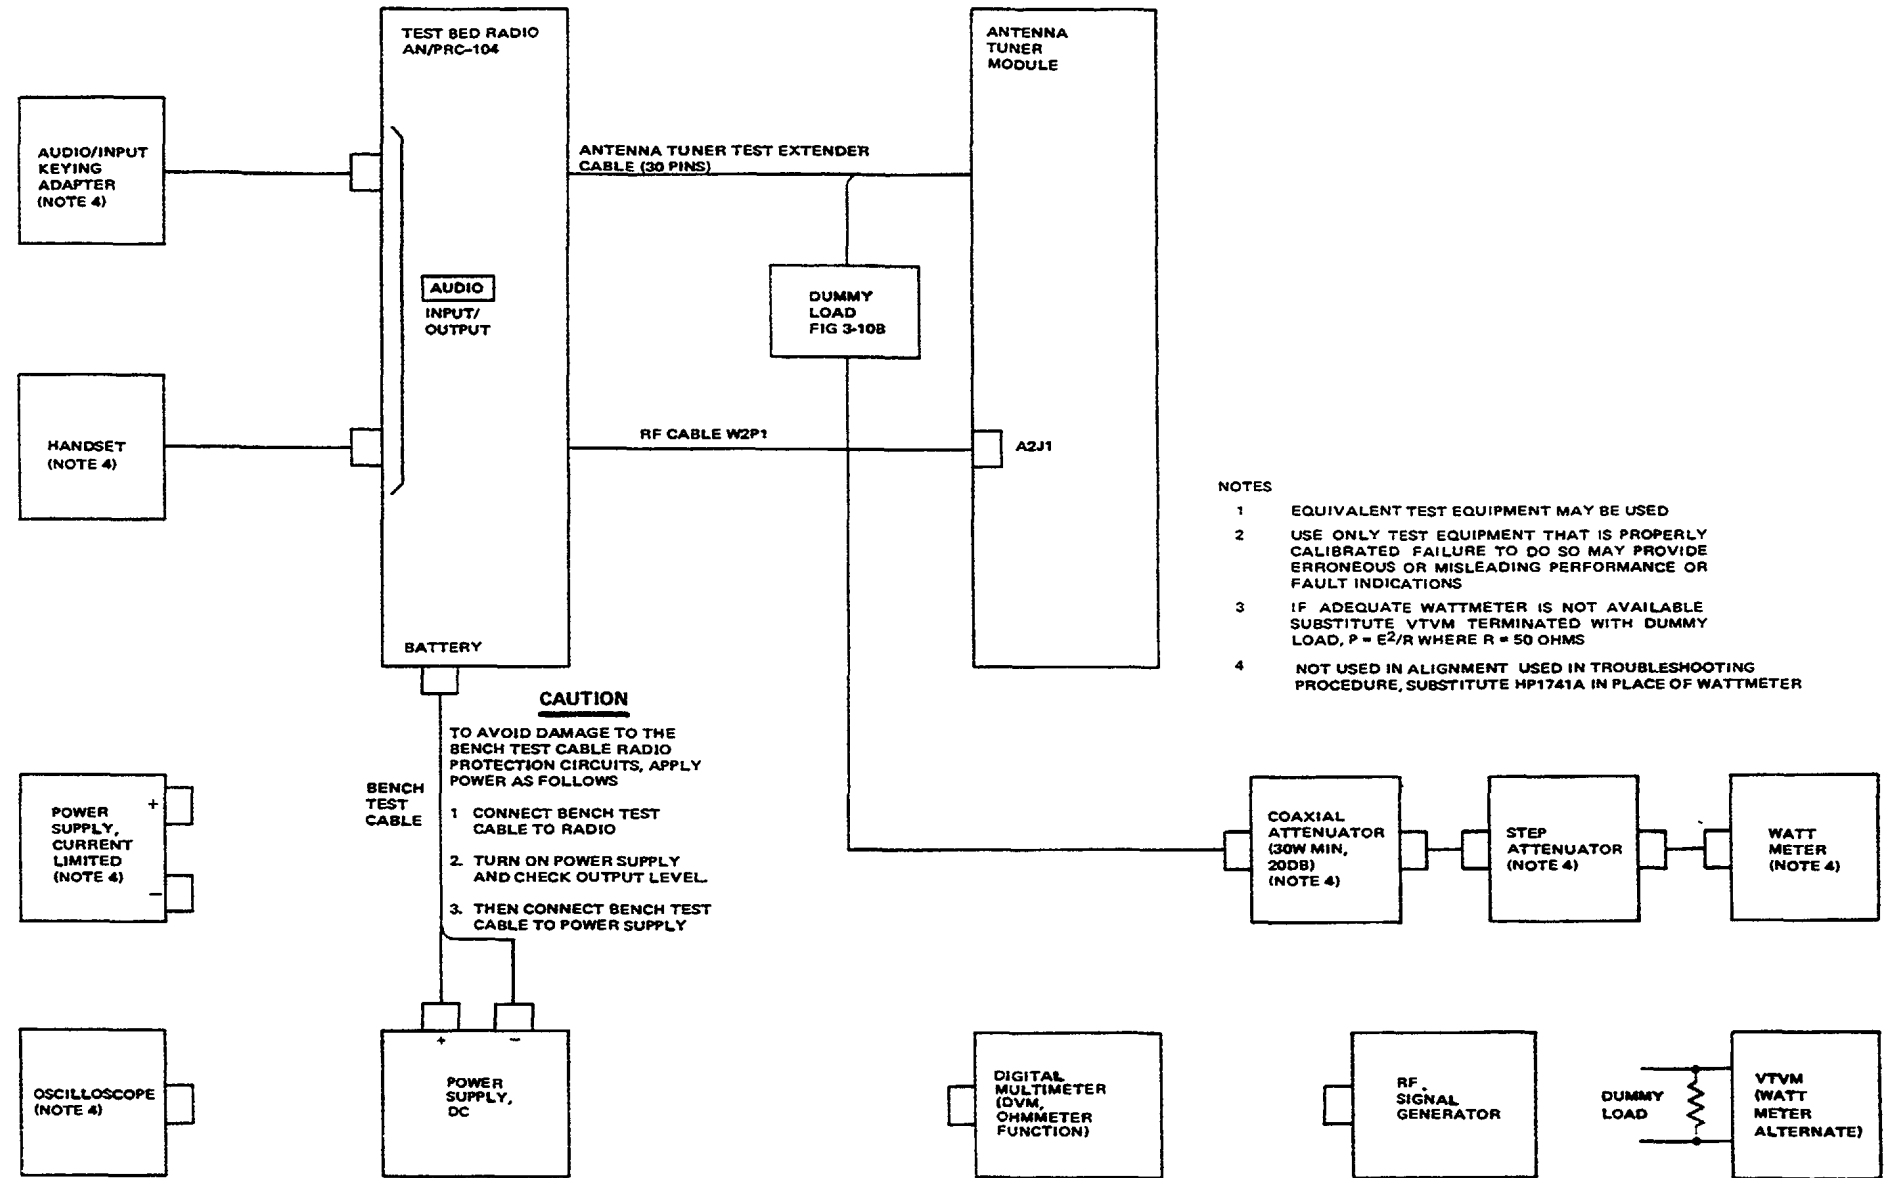 TEST BED RADIO
AN/PRC-104
ANTENNA
TUNER
MODULE
AUDIO/INPUT
KEYING
ADAPTER
(NOTE 4)
ANTENNA TUNER TEST EXTENDER
CABLE (30 PINS)
AUDIO
INPUT/
OUTPUT
DUMMY
LOAD
FIG 3-10B
HANDSET
(NOTE 4)
RF CABLE W2P1
A2J1
NOTES
1 EQUIVALENT TEST EQUIPMENT MAY BE USED
2 USE ONLY TEST EQUIPMENT THAT IS PROPERLY
CALIBRATED FAILURE TO DO SO MAY PROVIDE
ERRONEOUS OR MISLEADING PERFORMANCE OR
FAULT INDICATIONS
3 IF ADEQUATE WATTMETER IS NOT AVAILABLE
SUBSTITUTE VTVM TERMINATED WITH DUMMY
LOAD, P = E²/R WHERE R = 50 OHMS
4 NOT USED IN ALIGNMENT USED IN TROUBLESHOOTING
PROCEDURE, SUBSTITUTE HP1741A IN PLACE OF WATTMETER
BATTERY
CAUTION
TO AVOID DAMAGE TO THE
BENCH TEST CABLE RADIO
PROTECTION CIRCUITS, APPLY
POWER AS FOLLOWS
1 CONNECT BENCH TEST
CABLE TO RADIO
2. TURN ON POWER SUPPLY
AND CHECK OUTPUT LEVEL.
3. THEN CONNECT BENCH TEST
CABLE TO POWER SUPPLY
BENCH
TEST
CABLE
POWER
SUPPLY,
CURRENT
LIMITED
(NOTE 4)
+
−
COAXIAL
ATTENUATOR
(30W MIN,
20DB)
(NOTE 4)
STEP
ATTENUATOR
(NOTE 4)
WATT
METER
(NOTE 4)
OSCILLOSCOPE
(NOTE 4)
+ −
POWER
SUPPLY,
DC
DIGITAL
MULTIMETER
(DVM,
OHMMETER
FUNCTION)
RF
SIGNAL
GENERATOR
DUMMY
LOAD
VTVM
(WATT
METER
ALTERNATE)